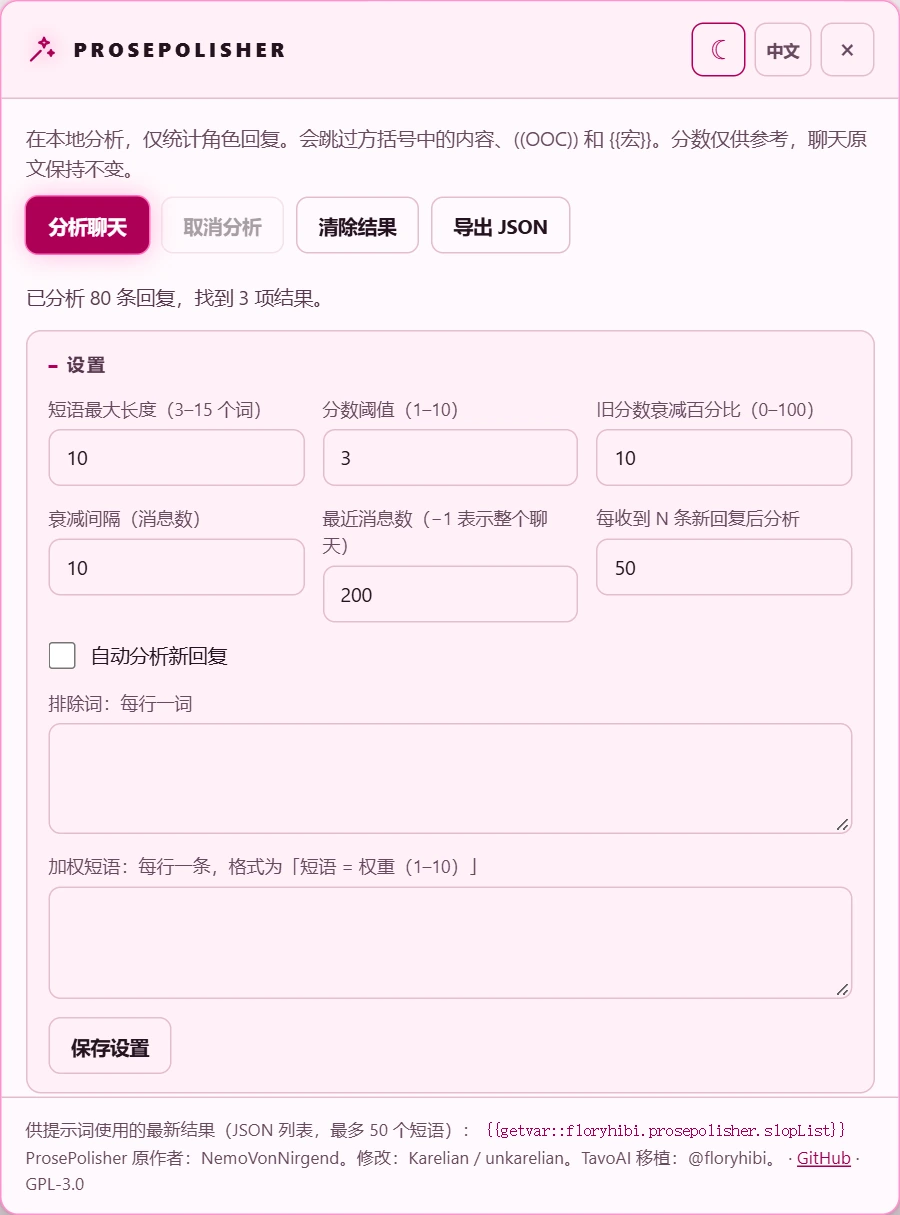 PROSEPOLISHER
中文
×
在本地分析，仅统计角色回复。会跳过方括号中的内容、((OOC)) 和 {{宏}}。分数仅供参考，聊天原
文保持不变。
分析聊天
取消分析
清除结果
导出 JSON
已分析 80 条回复，找到 3 项结果。
– 设置
短语最大长度（3–15 个词）
分数阈值（1–10）
旧分数衰减百分比（0–100）
10
3
10
衰减间隔（消息数）
最近消息数（−1 表示整个聊
天）
每收到 N 条新回复后分析
10
200
50
自动分析新回复
排除词：每行一词
加权短语：每行一条，格式为「短语 = 权重（1–10）」
保存设置
供提示词使用的最新结果（JSON 列表，最多 50 个短语）： {{getvar::floryhibi.prosepolisher.slopList}}
ProsePolisher 原作者：NemoVonNirgend。修改：Karelian / unkarelian。TavoAI 移植：@floryhibi。 · GitHub ·
GPL-3.0